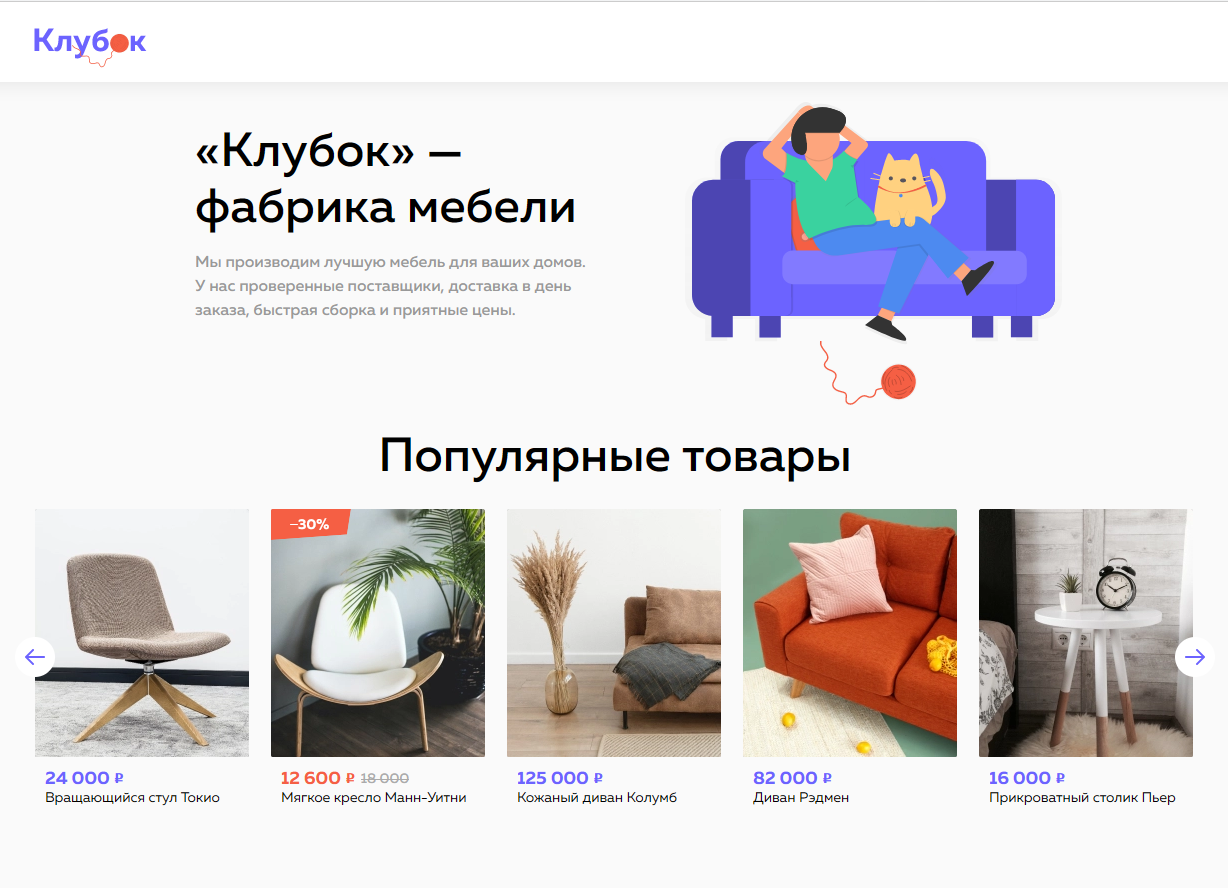 Клубок
«Клубок» —
фабрика мебели
Мы производим лучшую мебель для ваших домов.
У нас проверенные поставщики, доставка в день
заказа, быстрая сборка и приятные цены.
Популярные товары
–30%
24 000 ₽
Вращающийся стул Токио
12 600 ₽ 18 000
Мягкое кресло Манн-Уитни
125 000 ₽
Кожаный диван Колумб
82 000 ₽
Диван Рэдмен
16 000 ₽
Прикроватный столик Пьер